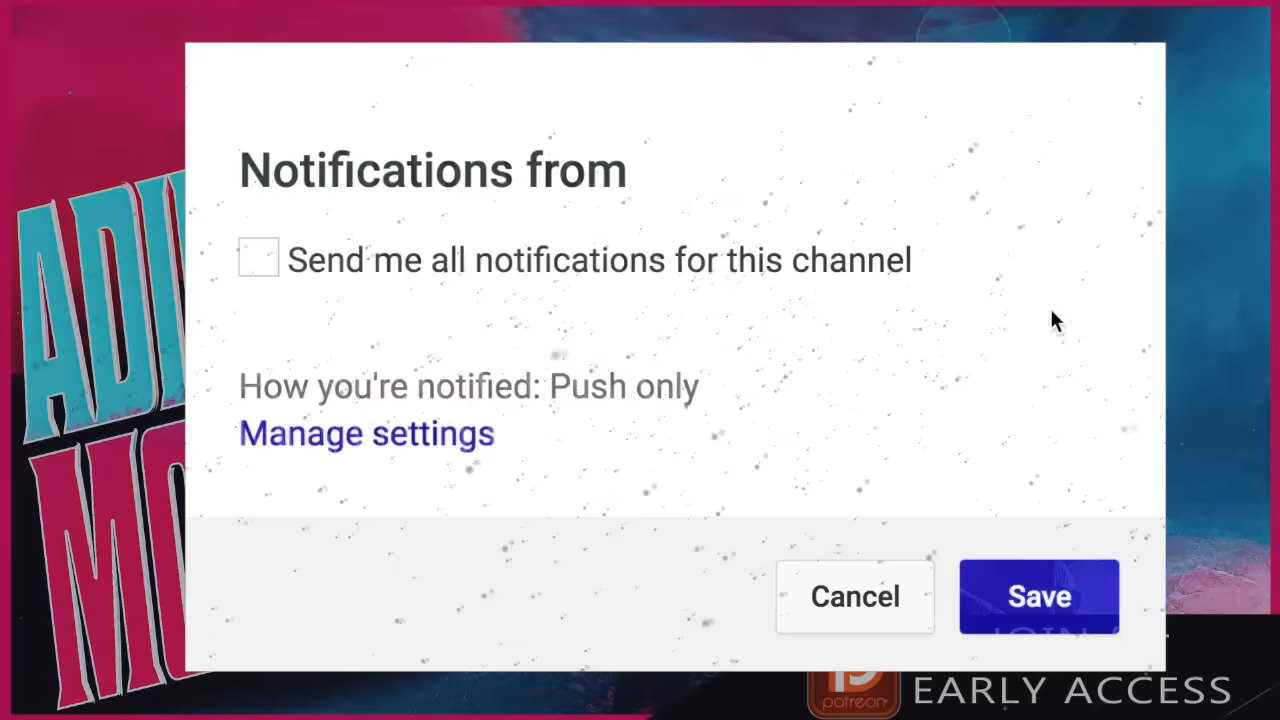 Notifications from
Send me all notifications for this channel
How you're notified: Push only
Manage settings
Cancel
Save
patreon
EARLY ACCESS